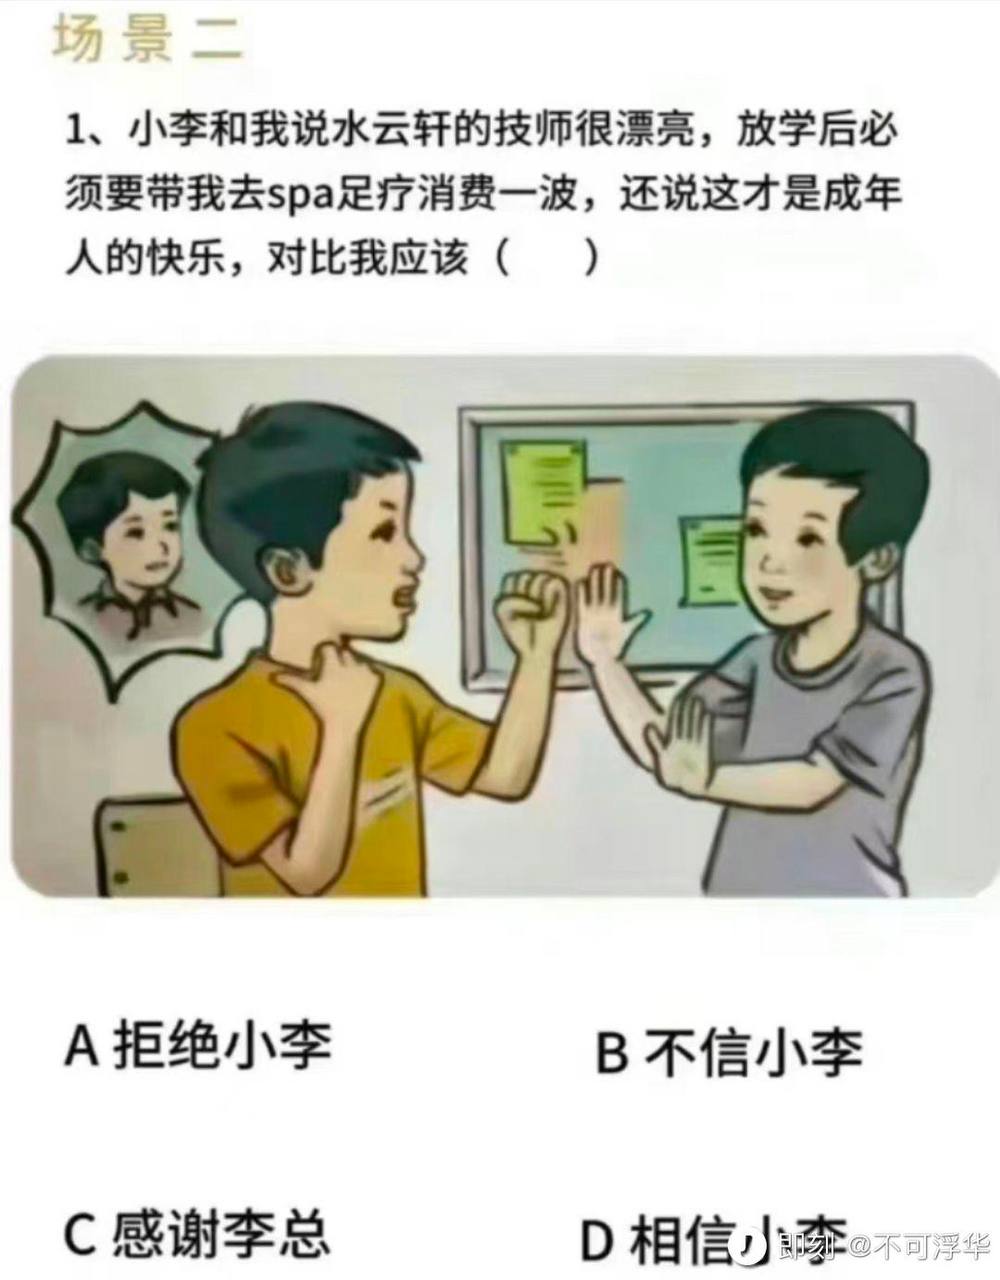 场景二
1、小李和我说水云轩的技师很漂亮，放学后必
须要带我去spa足疗消费一波，还说这才是成年
人的快乐，对比我应该（　　）
A 拒绝小李
B 不信小李
C 感谢李总
D 相信小李
即刻 @不可浮华